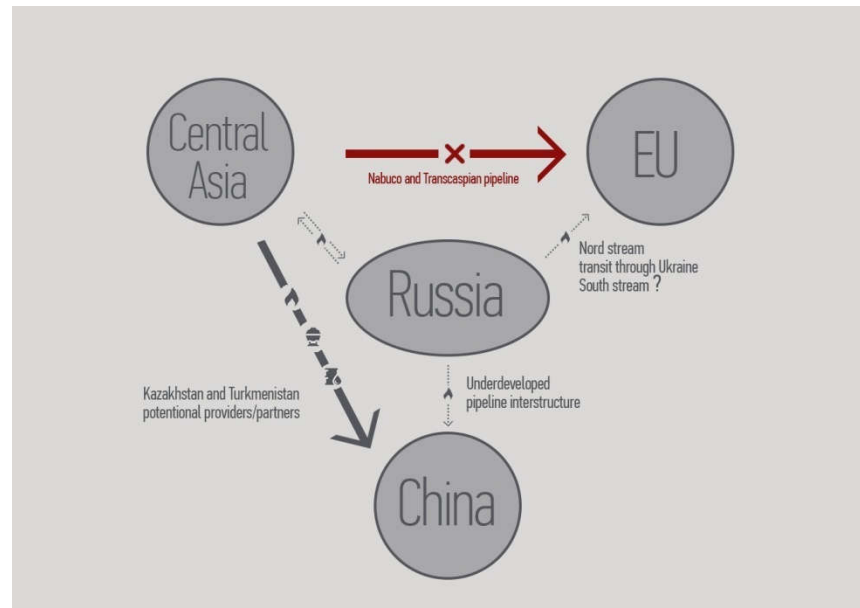 Central
Asia
EU
Nabuco and Transcaspian pipeline
Nord stream
transit through Ukraine
South stream ?
Russia
Kazakhstan and Turkmenistan
potentional providers/partners
Underdeveloped
pipeline interstructure
China